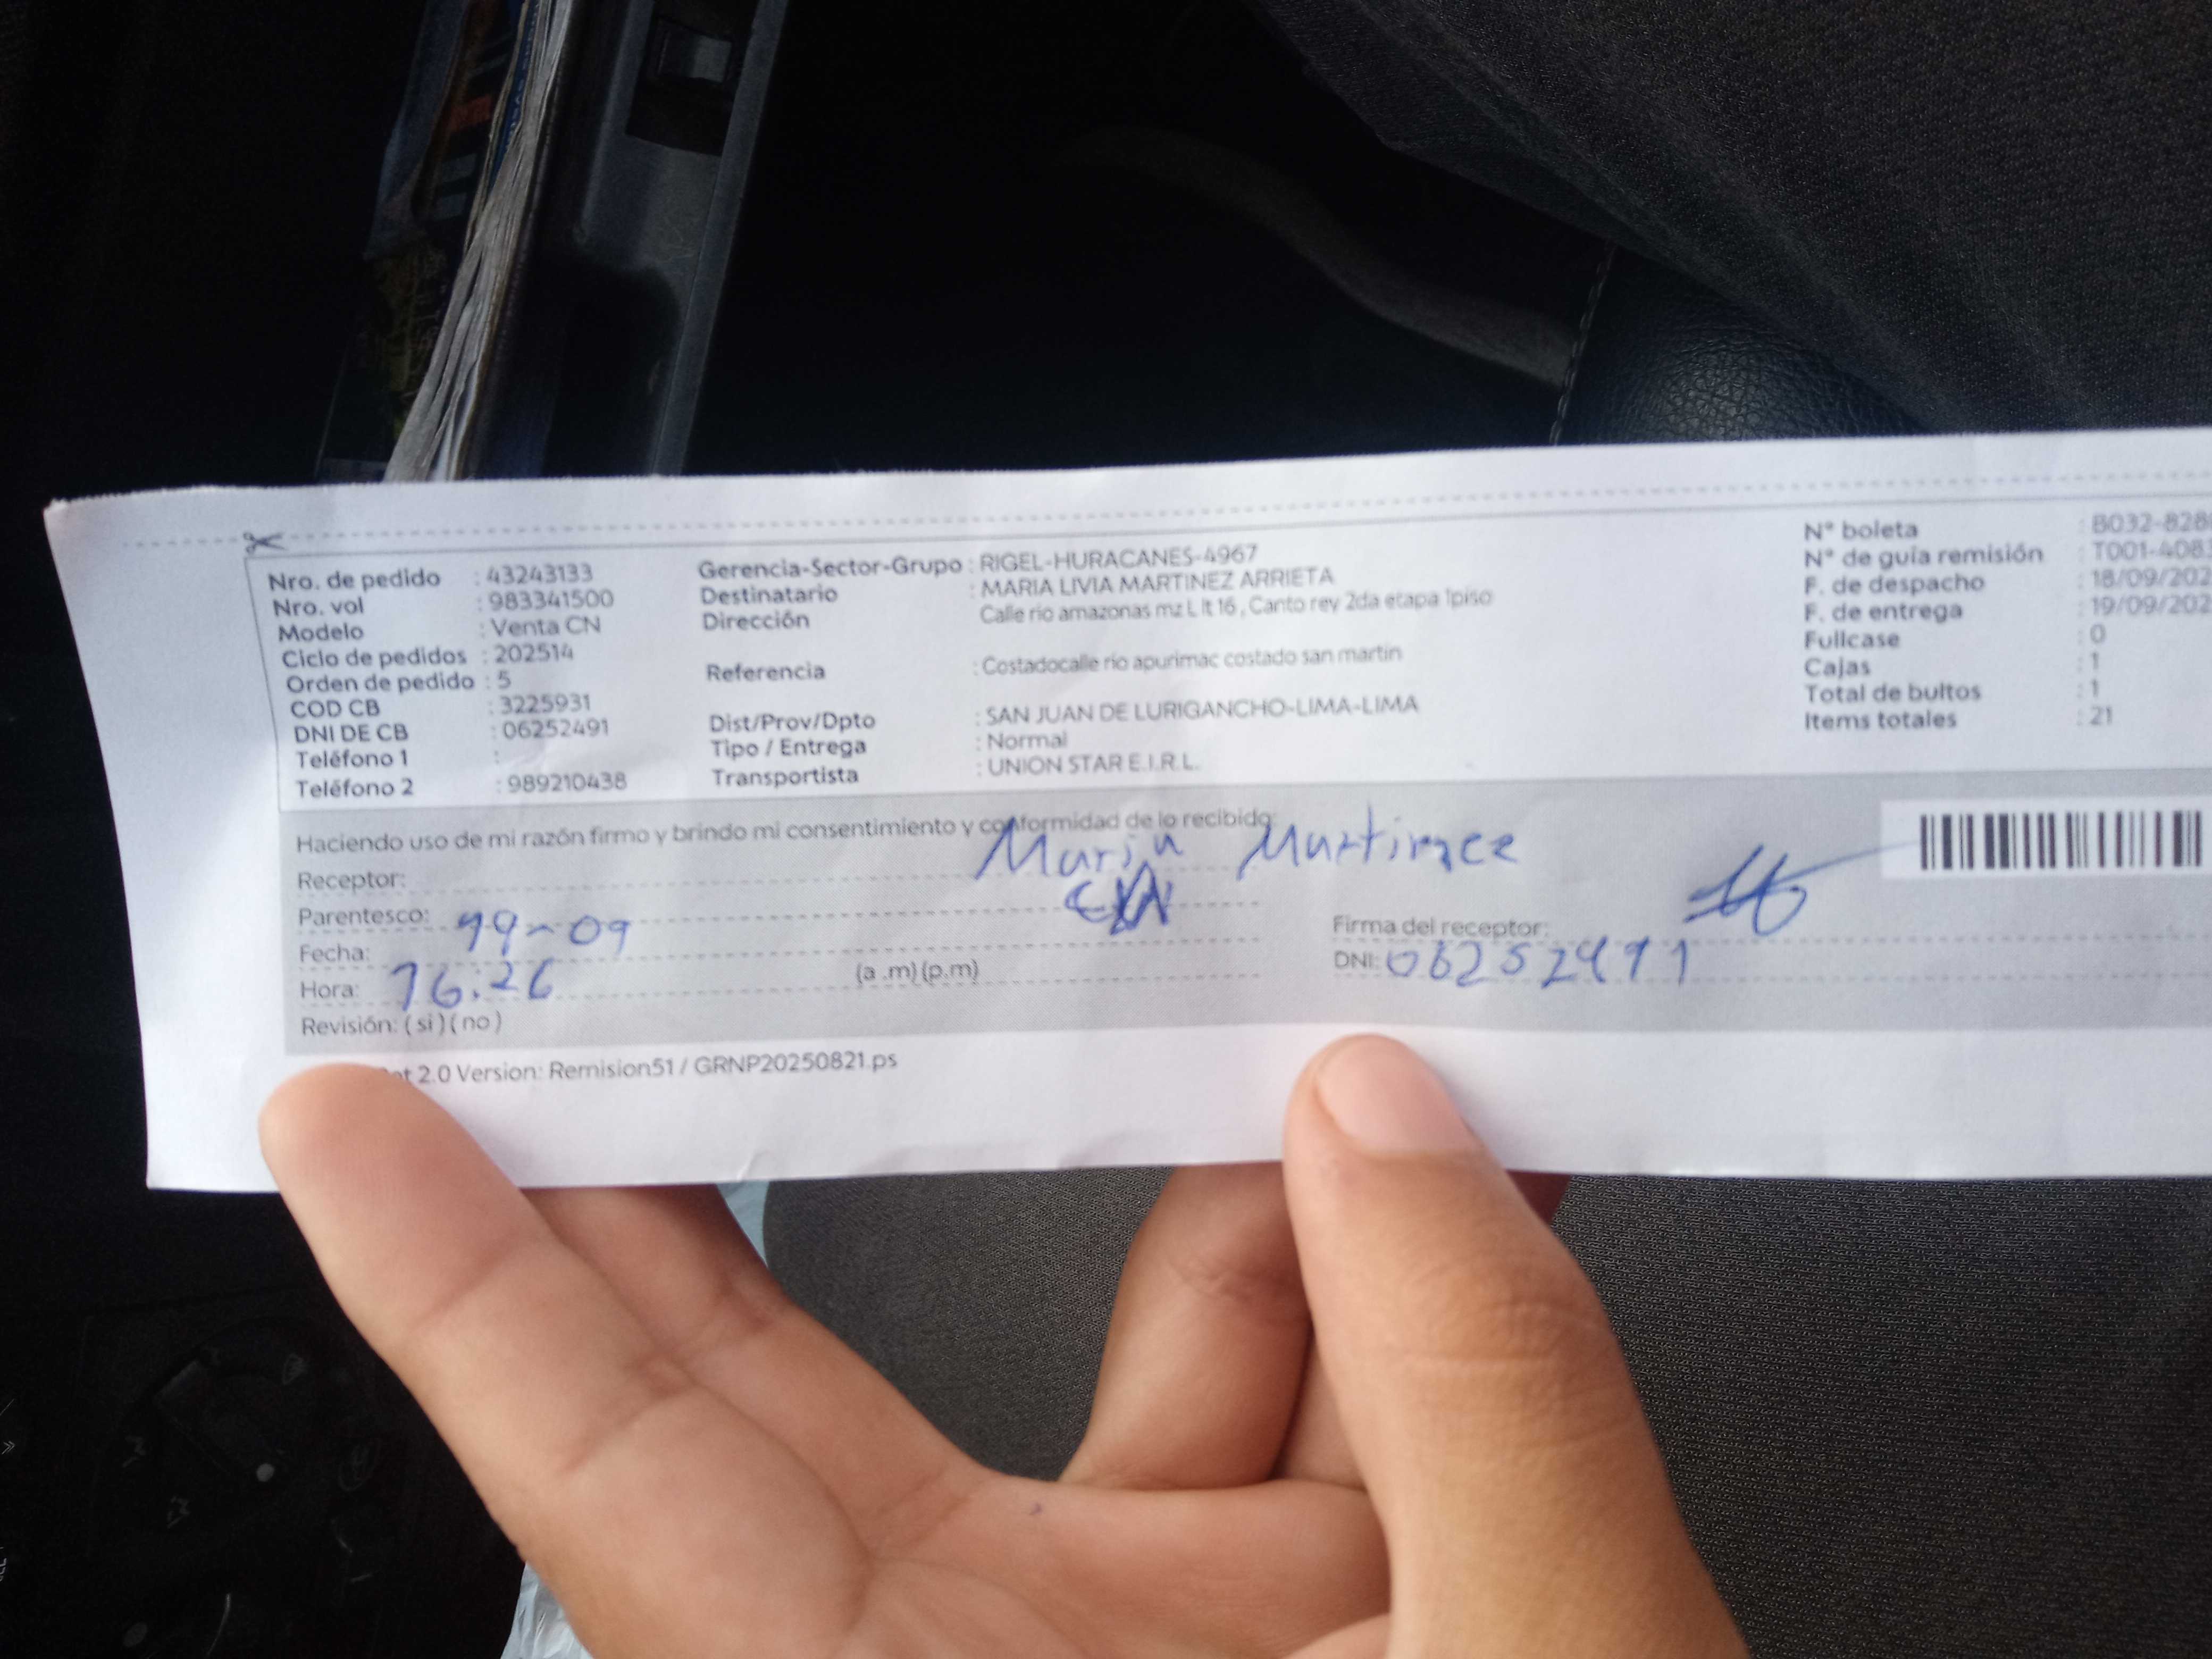 Nro. de pedido : 43243133
Nro. vol : 983341500
Modelo : Venta CN
Ciclo de pedidos : 202514
Orden de pedido : 5
COD CB : 3225931
DNI DE CB : 06252491
Teléfono 1 :
Teléfono 2 : 989210438
Gerencia-Sector-Grupo : RIGEL-HURACANES-4967
Destinatario : MARIA LIVIA MARTINEZ ARRIETA
Dirección Calle rio amazonas mz L lt 16 , Canto rey 2da etapa 1piso
Referencia : Costadocalle rio apurimac costado san martin
Dist/Prov/Dpto : SAN JUAN DE LURIGANCHO-LIMA-LIMA
Tipo / Entrega : Normal
Transportista : UNION STAR E.I.R.L.
N° boleta : B032-828
N° de guía remisión : T001-4083
F. de despacho : 18/09/202
F. de entrega : 19/09/202
Fullcase : 0
Cajas : 1
Total de bultos : 1
Items totales : 21
Haciendo uso de mi razón firmo y brindo mi consentimiento y conformidad de lo recibido:
Receptor: Maria Martinez
Parentesco:
Fecha: 19-09
Hora: 16:26 (a .m) (p.m)
Revisión: ( si ) ( no )
Firma del receptor:
DNI: 06252491
2.0 Version: Remision51 / GRNP20250821.ps